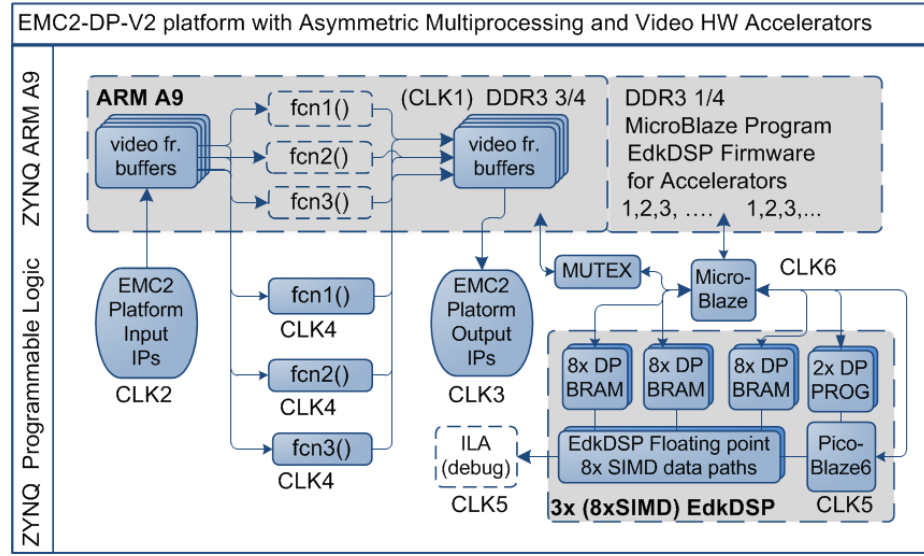 EMC2-DP-V2 platform with Asymmetric Multiprocessing and Video HW Accelerators
ZYNQ ARM A9
ARM A9
(CLK1) DDR3 3/4
video fr.
buffers
fcn1()
fcn2()
fcn3()
video fr.
buffers
DDR3 1/4
MicroBlaze Program
EdkDSP Firmware
for Accelerators
1,2,3, .... 1,2,3,...
ZYNQ Programmable Logic
EMC2
Platform
Input
IPs
CLK2
fcn1()
CLK4
fcn2()
CLK4
fcn3()
CLK4
EMC2
Platorm
Output
IPs
CLK3
MUTEX
Micro-
Blaze
CLK6
8x DP
BRAM
8x DP
BRAM
8x DP
BRAM
2x DP
PROG
ILA
(debug)
CLK5
EdkDSP Floating point
8x SIMD data paths
Pico-
Blaze6
CLK5
3x (8xSIMD) EdkDSP